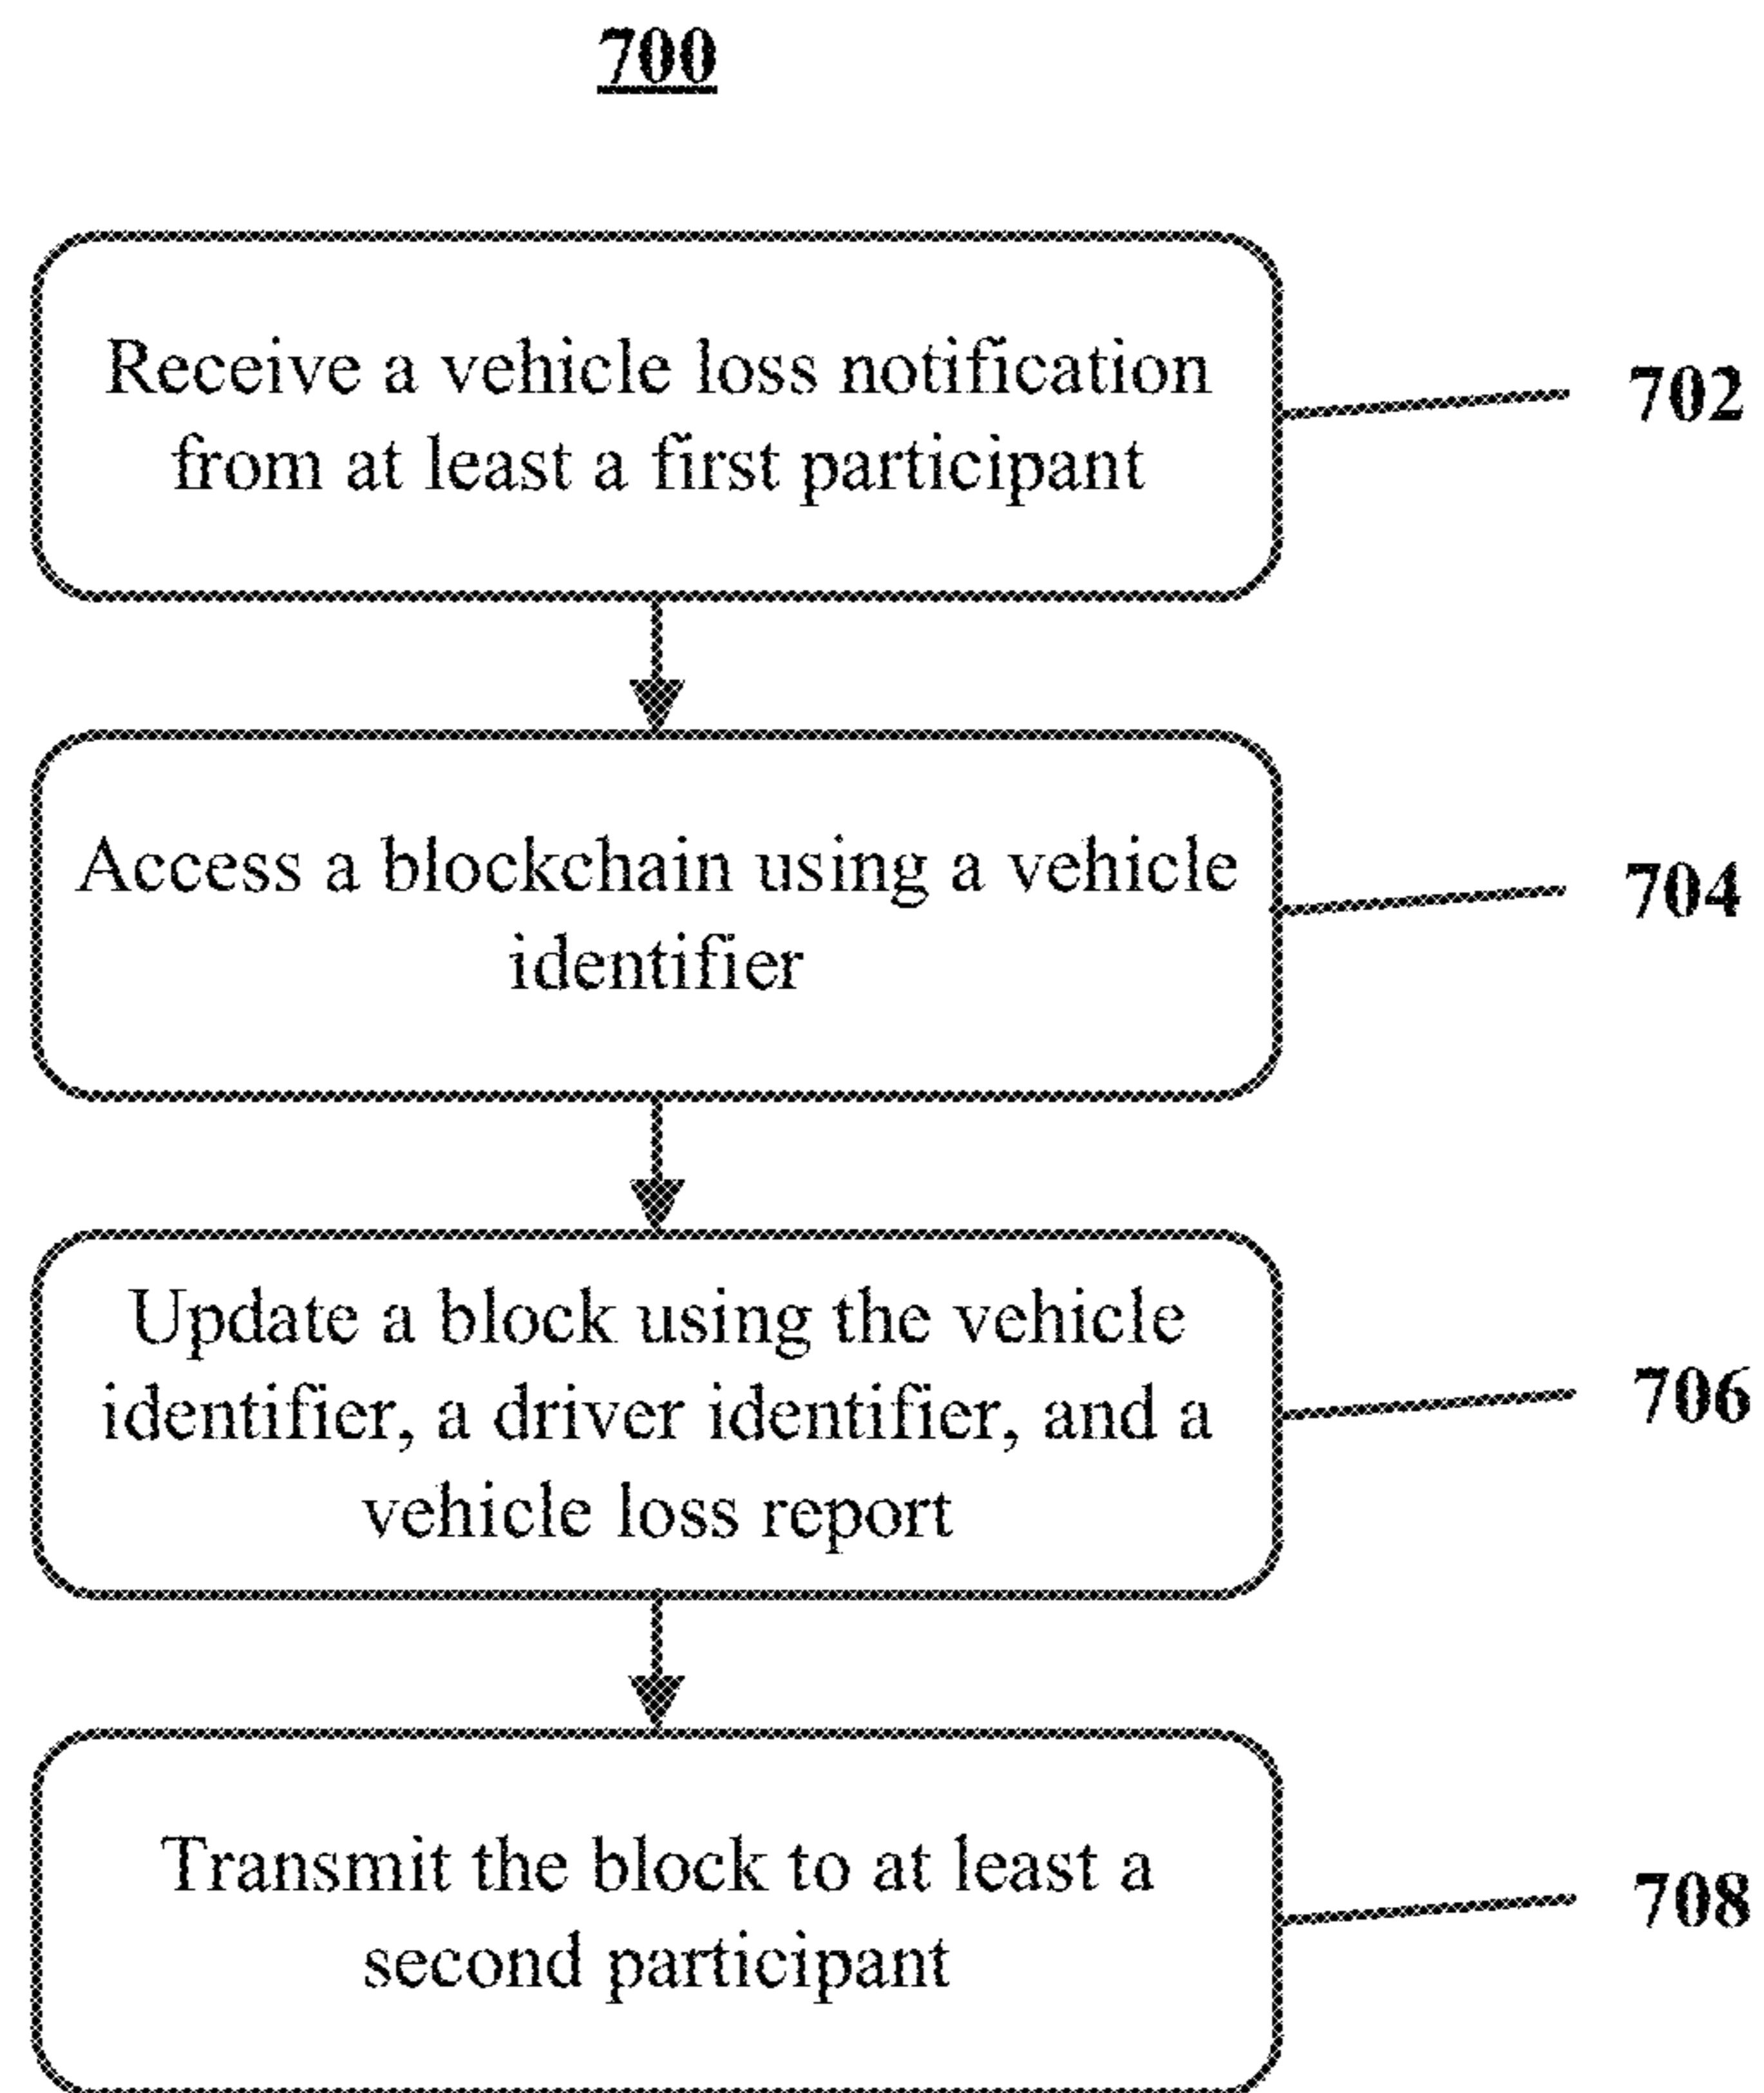 700
Receive a vehicle loss notification
from at least a first participant
702
Access a blockchain using a vehicle
identifier
704
Update a block using the vehicle
identifier, a driver identifier, and a
vehicle loss report
706
Transmit the block to at least a
second participant
708